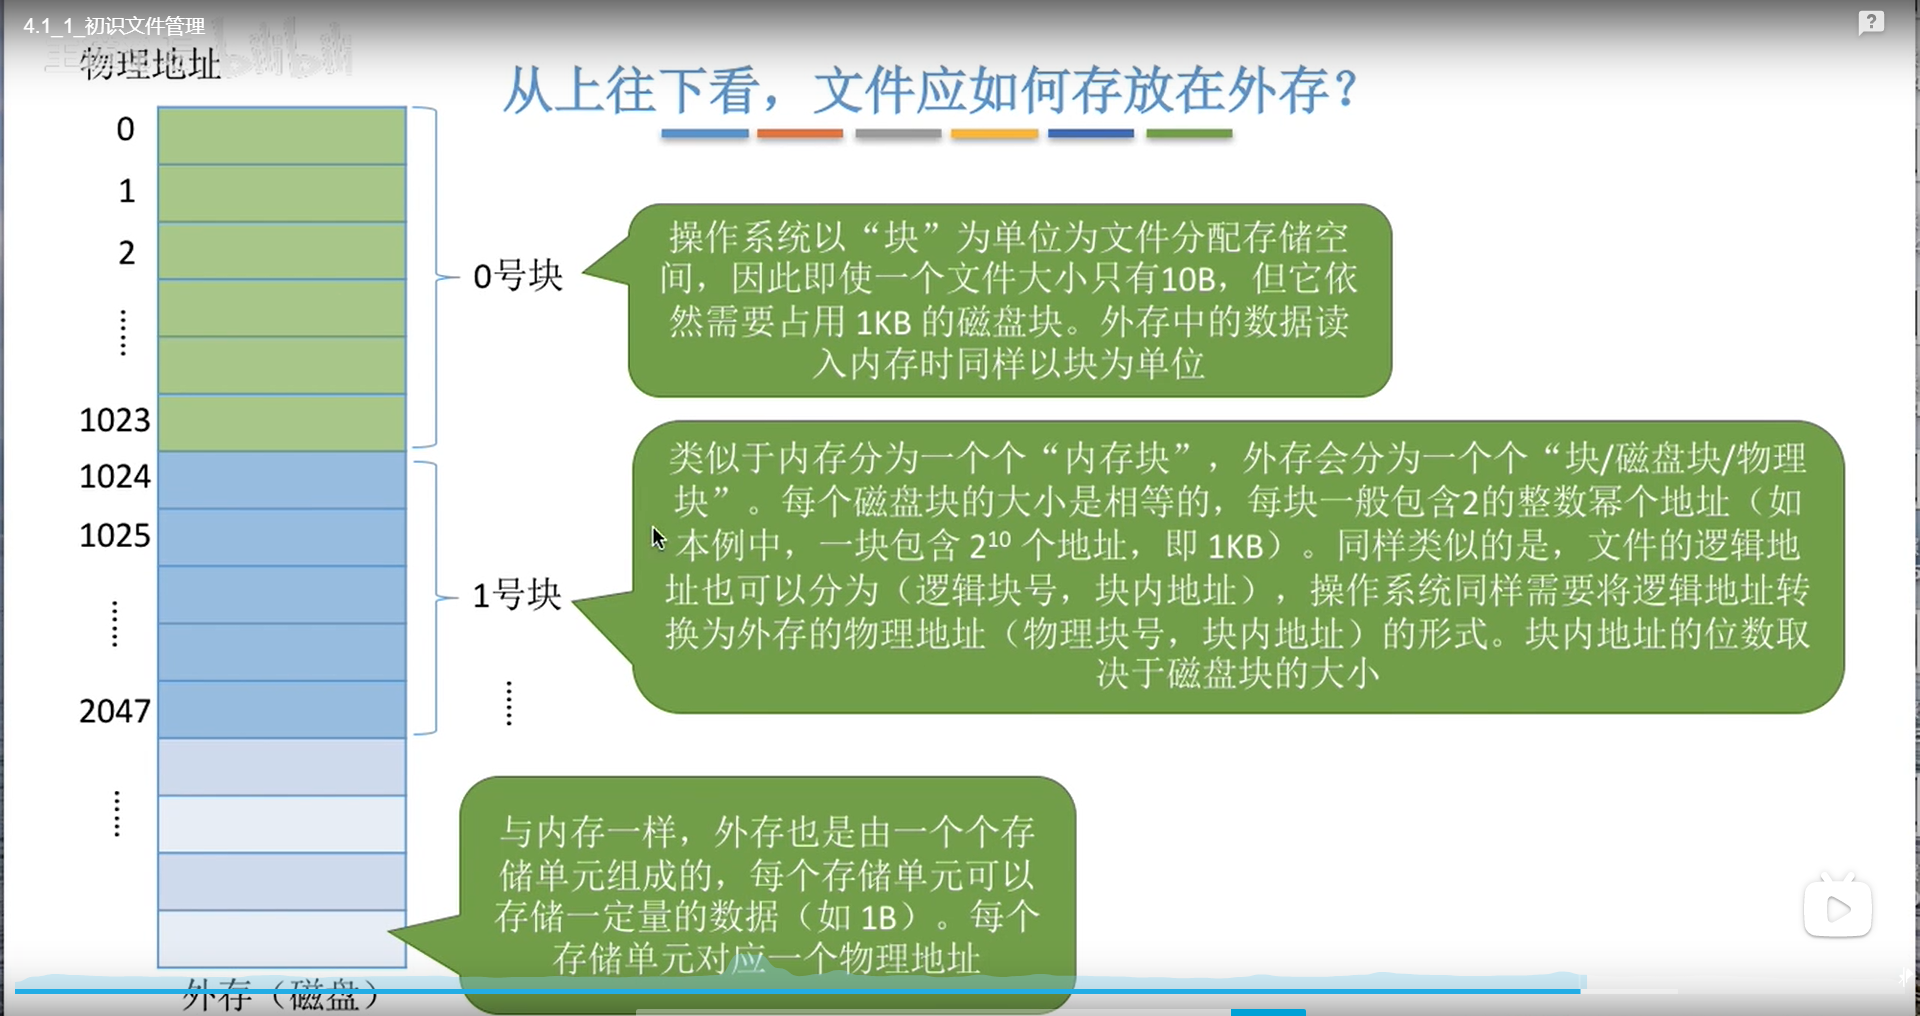 4.1_1_初识文件管理
物理地址
从上往下看，文件应如何存放在外存？
0
1
2
……
1023
1024
1025
……
2047
……
0号块
1号块
……
操作系统以“块”为单位为文件分配存储空
间，因此即使一个文件大小只有10B，但它依
然需要占用 1KB 的磁盘块。外存中的数据读
入内存时同样以块为单位
类似于内存分为一个个“内存块”，外存会分为一个个“块/磁盘块/物理
块”。每个磁盘块的大小是相等的，每块一般包含2的整数幂个地址（如
本例中，一块包含 2¹⁰ 个地址，即 1KB）。同样类似的是，文件的逻辑地
址也可以分为（逻辑块号，块内地址），操作系统同样需要将逻辑地址转
换为外存的物理地址（物理块号，块内地址）的形式。块内地址的位数取
决于磁盘块的大小
与内存一样，外存也是由一个个存
储单元组成的，每个存储单元可以
存储一定量的数据（如 1B）。每个
存储单元对应一个物理地址
外存（磁盘）